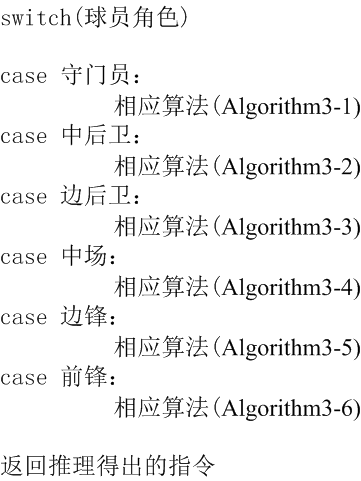 switch(球员角色)
case 守门员:
相应算法(Algorithm3-1)
case 中后卫:
相应算法(Algorithm3-2)
case 边后卫:
相应算法(Algorithm3-3)
case 中场:
相应算法(Algorithm3-4)
case 边锋:
相应算法(Algorithm3-5)
case 前锋:
相应算法(Algorithm3-6)
返回推理得出的指令